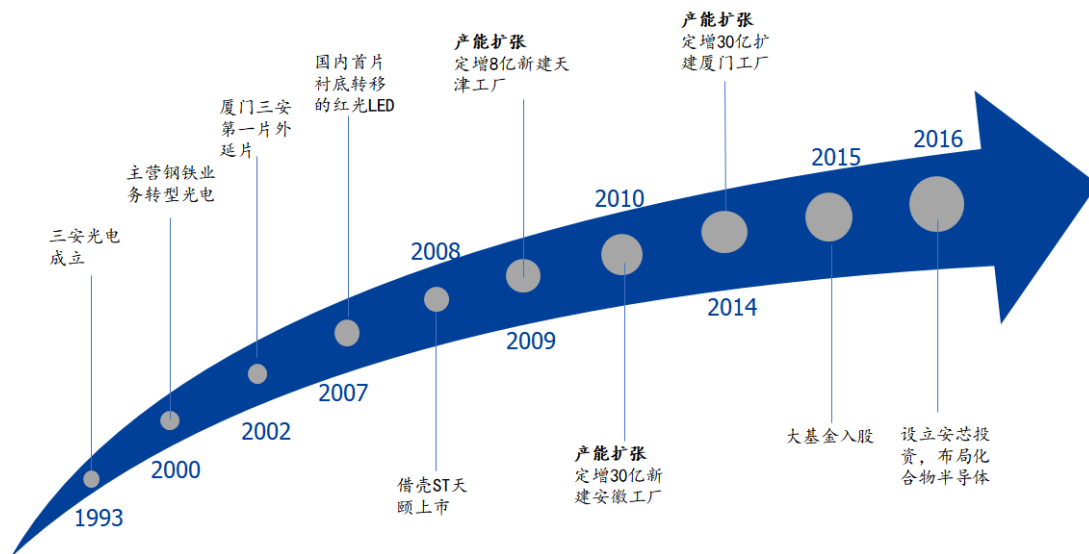 三安光电
成立
1993
主营钢铁业
务转型光电
2000
厦门三安
第一片外
延片
2002
国内首片
衬底转移
的红光LED
2007
2008
借壳ST天
颐上市
产能扩张
定增8亿新建天
津工厂
2009
2010
产能扩张
定增30亿新
建安徽工厂
产能扩张
定增30亿扩
建厦门工厂
2014
2015
大基金入股
2016
设立安芯投
资，布局化
合物半导体